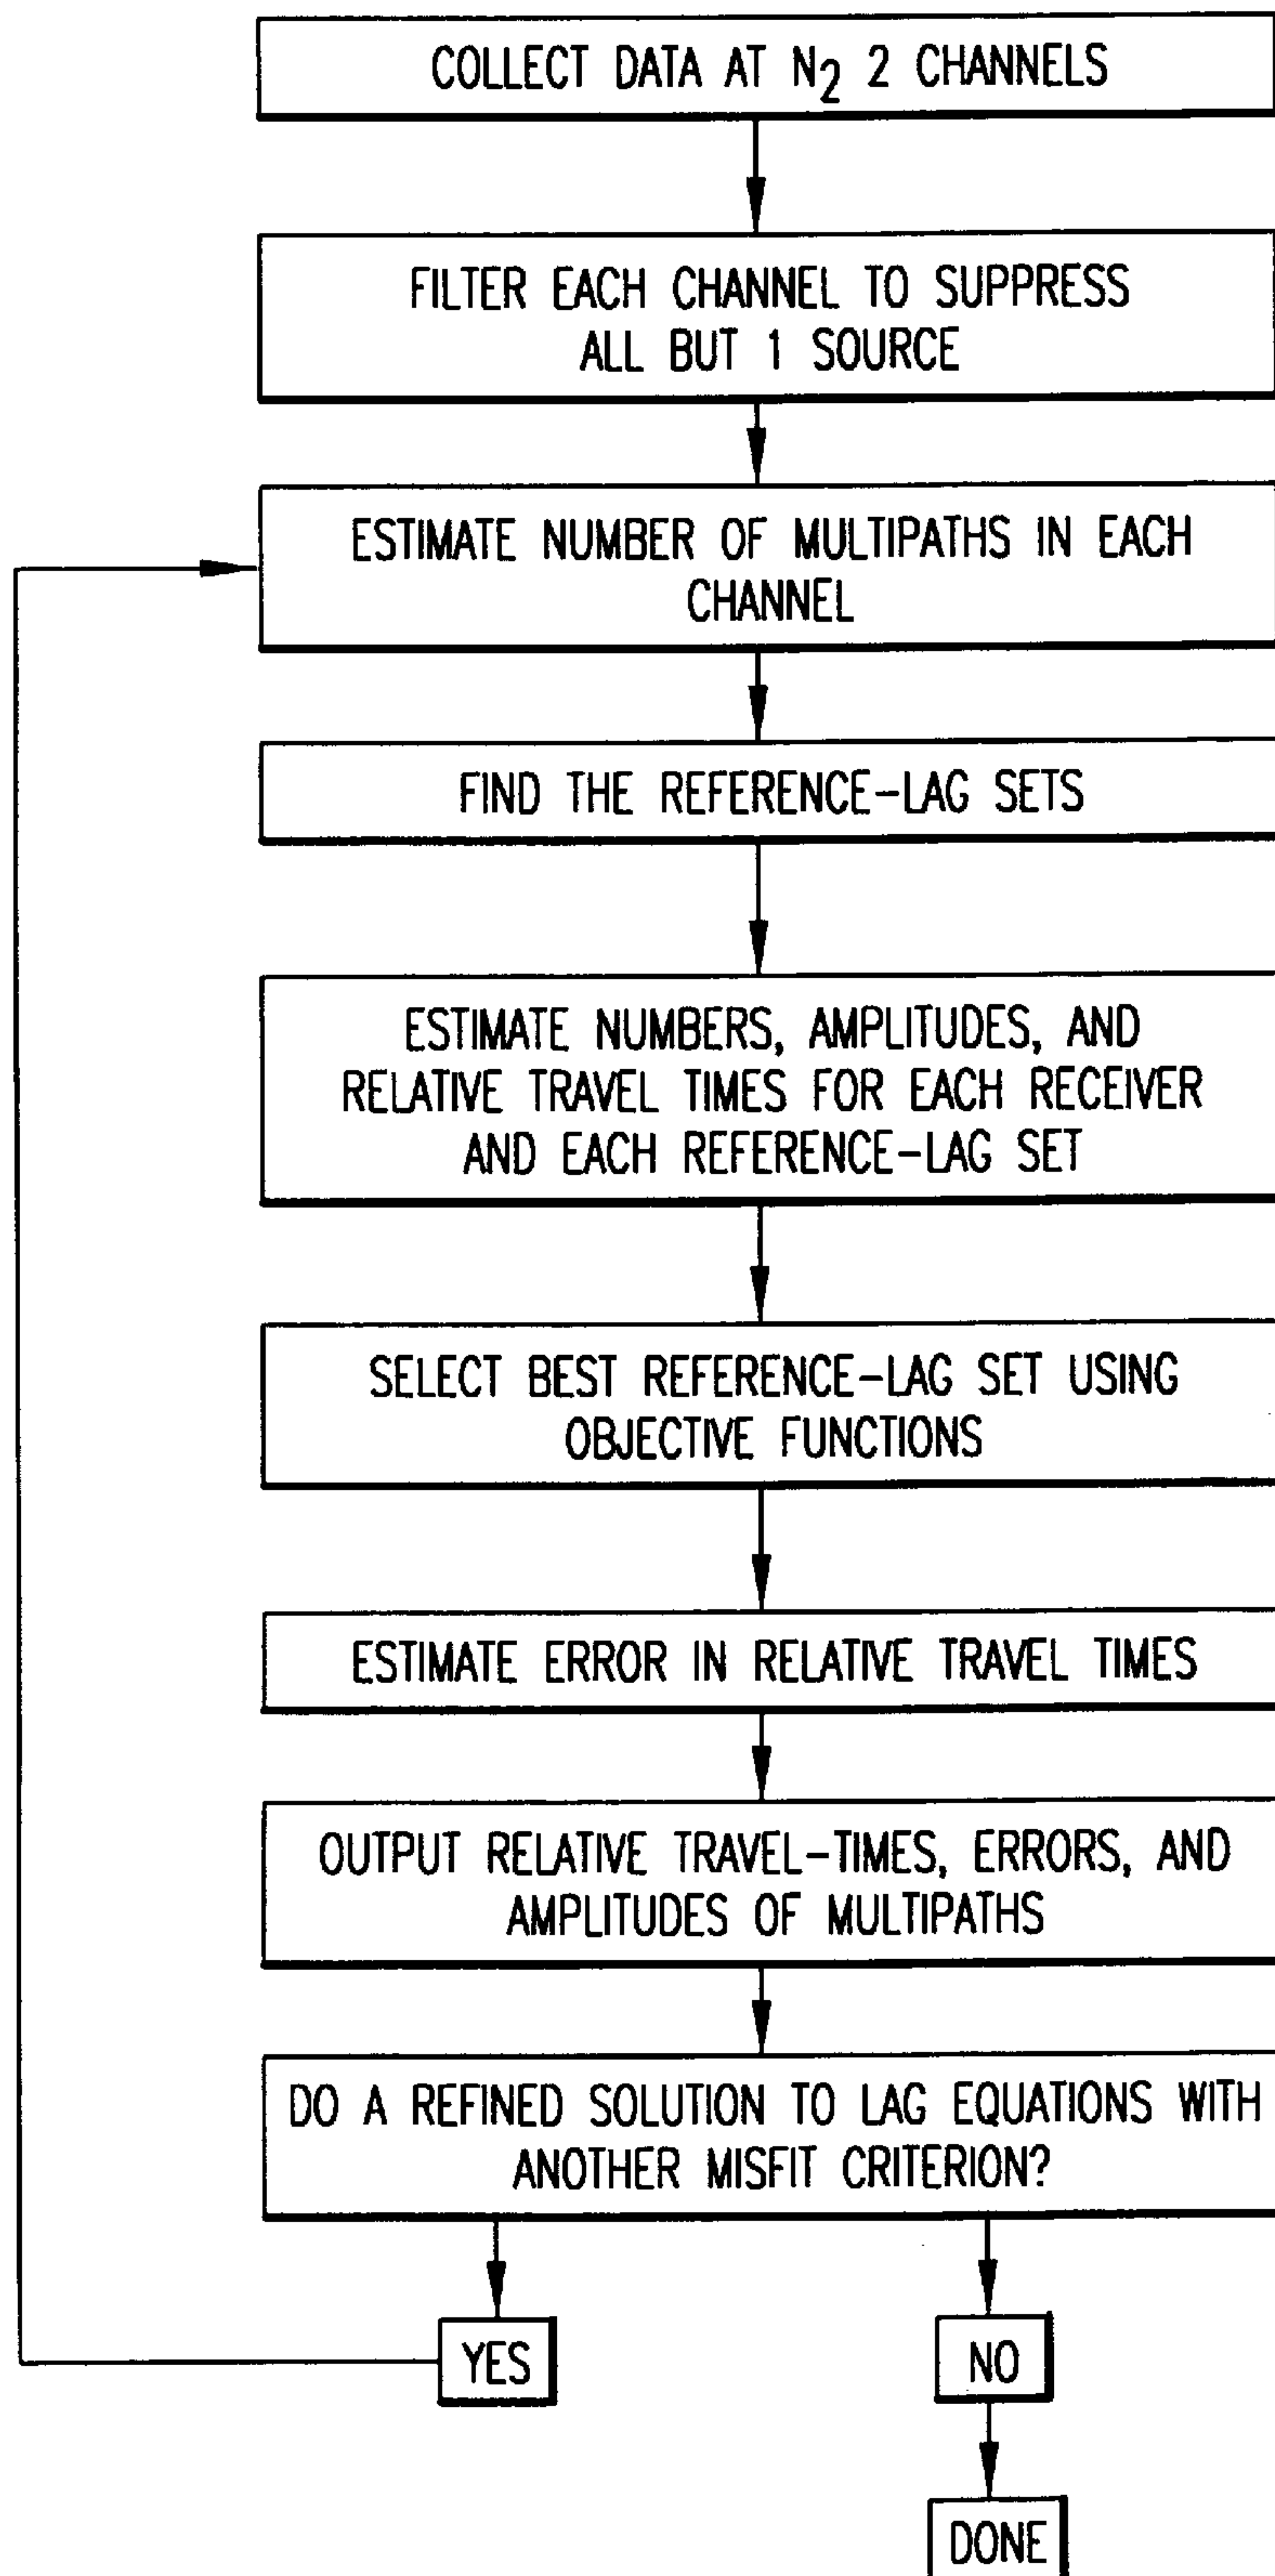 COLLECT DATA AT N₂ 2 CHANNELS
FILTER EACH CHANNEL TO SUPPRESS
ALL BUT 1 SOURCE
ESTIMATE NUMBER OF MULTIPATHS IN EACH
CHANNEL
FIND THE REFERENCE-LAG SETS
ESTIMATE NUMBERS, AMPLITUDES, AND
RELATIVE TRAVEL TIMES FOR EACH RECEIVER
AND EACH REFERENCE-LAG SET
SELECT BEST REFERENCE-LAG SET USING
OBJECTIVE FUNCTIONS
ESTIMATE ERROR IN RELATIVE TRAVEL TIMES
OUTPUT RELATIVE TRAVEL-TIMES, ERRORS, AND
AMPLITUDES OF MULTIPATHS
DO A REFINED SOLUTION TO LAG EQUATIONS WITH
ANOTHER MISFIT CRITERION?
YES
NO
DONE